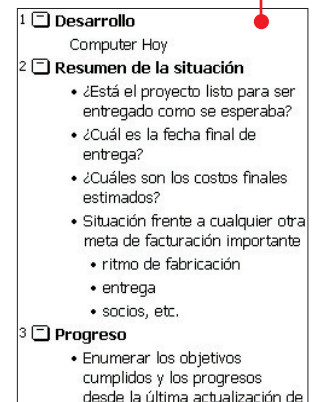 1 Desarrollo
Computer Hoy
2 Resumen de la situación
• ¿Está el proyecto listo para ser
entregado como se esperaba?
• ¿Cuál es la fecha final de
entrega?
• ¿Cuáles son los costos finales
estimados?
• Situación frente a cualquier otra
meta de facturación importante
• ritmo de fabricación
• entrega
• socios, etc.
3 Progreso
• Enumerar los objetivos
cumplidos y los progresos
desde la última actualización de